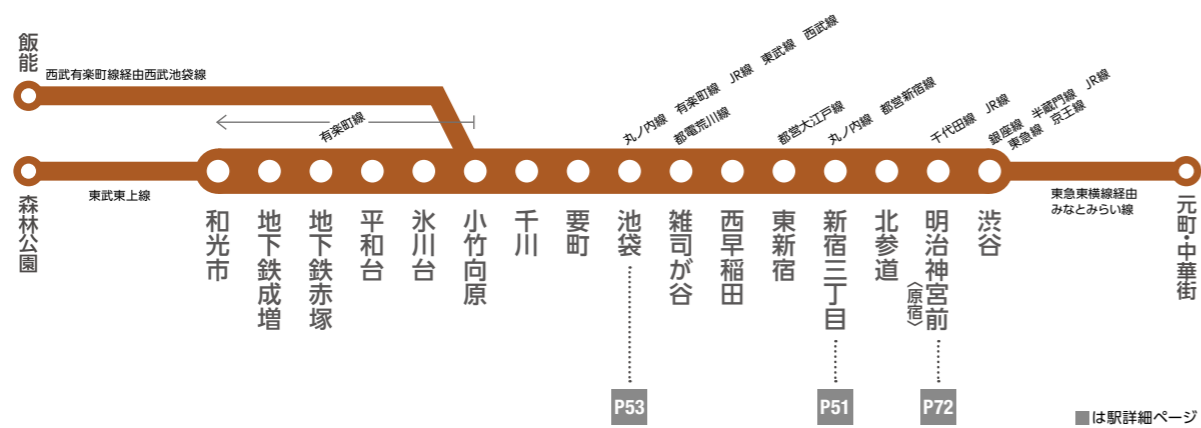 飯能
西武有楽町線経由西武池袋線
有楽町線
丸ノ内線 有楽町線 JR線 東武線 西武線
都電荒川線
都営大江戸線
丸ノ内線 都営新宿線
千代田線 JR線
銀座線 半蔵門線 JR線
東急線 京王線
東武東上線
東急東横線経由
みなとみらい線
森林公園
和光市
地下鉄成増
地下鉄赤塚
平和台
氷川台
小竹向原
千川
要町
池袋
雑司が谷
西早稲田
東新宿
新宿三丁目
北参道
明治神宮前
〈原宿〉
渋谷
元町・中華街
P53
P51
P72
■は駅詳細ページ